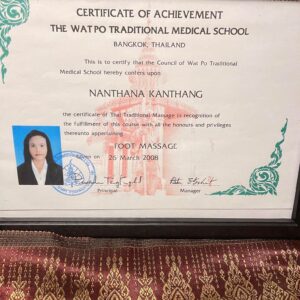 CERTIFICATE OF ACHIEVEMENT
THE WAT PO TRADITIONAL MEDICAL SCHOOL
BANGKOK, THAILAND
This is to certify that the Council of Wat Po Traditional
Medical School hereby confers upon
NANTHANA KANTHANG
the certificate of Thai Traditional Massage in recognition of
the fulfillment of this course with all the honours and privileges
thereunto appertaining
FOOT MASSAGE
Given on 26 March 2008
Principal Manager